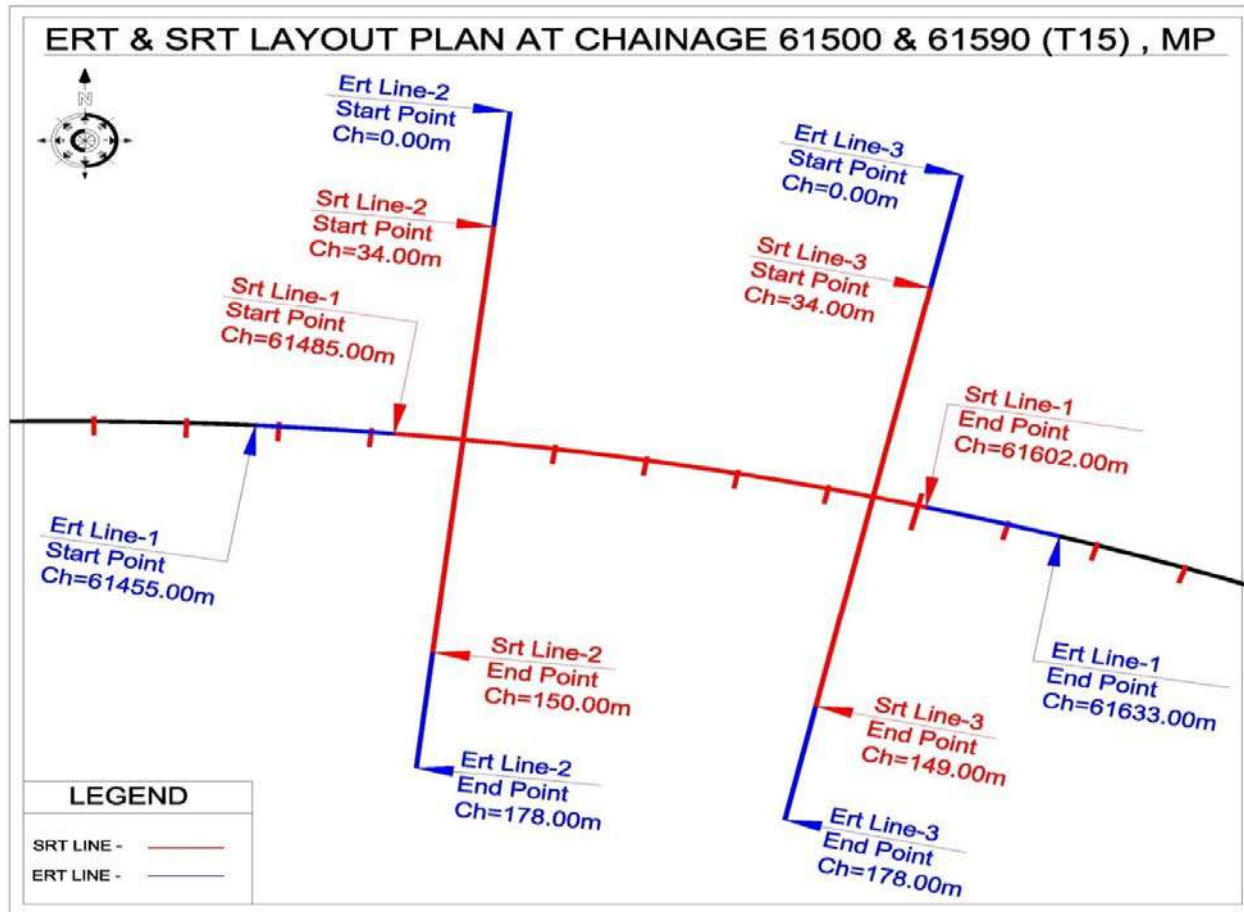 ERT & SRT LAYOUT PLAN AT CHAINAGE 61500 & 61590 (T15) , MP
N
Ert Line-2
Start Point
Ch=0.00m
Ert Line-3
Start Point
Ch=0.00m
Srt Line-2
Start Point
Ch=34.00m
Srt Line-3
Start Point
Ch=34.00m
Srt Line-1
Start Point
Ch=61485.00m
Srt Line-1
End Point
Ch=61602.00m
Ert Line-1
Start Point
Ch=61455.00m
Srt Line-2
End Point
Ch=150.00m
Ert Line-1
End Point
Ch=61633.00m
Srt Line-3
End Point
Ch=149.00m
Ert Line-2
End Point
Ch=178.00m
Ert Line-3
End Point
Ch=178.00m
LEGEND
SRT LINE -
ERT LINE -